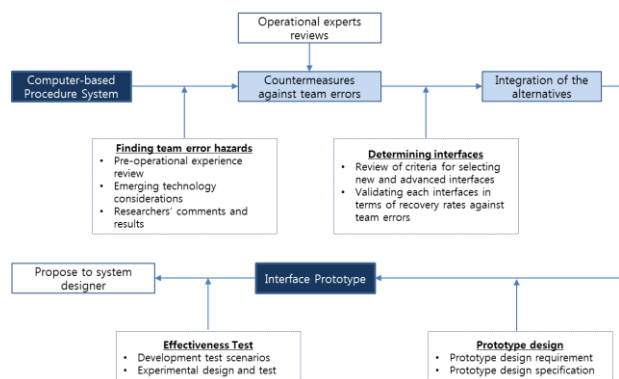 Operational experts
reviews
Computer-based
Procedure System
Countermeasures
against team errors
Integration of the
alternatives
Finding team error hazards
• Pre-operational experience
review
• Emerging technology
considerations
• Researchers' comments and
results
Determining interfaces
• Review of criteria for selecting
new and advanced interfaces
• Validating each interfaces in
terms of recovery rates against
team errors
Propose to system
designer
Interface Prototype
Effectiveness Test
• Development test scenarios
• Experimental design and test
Prototype design
• Prototype design requirement
• Prototype design specification